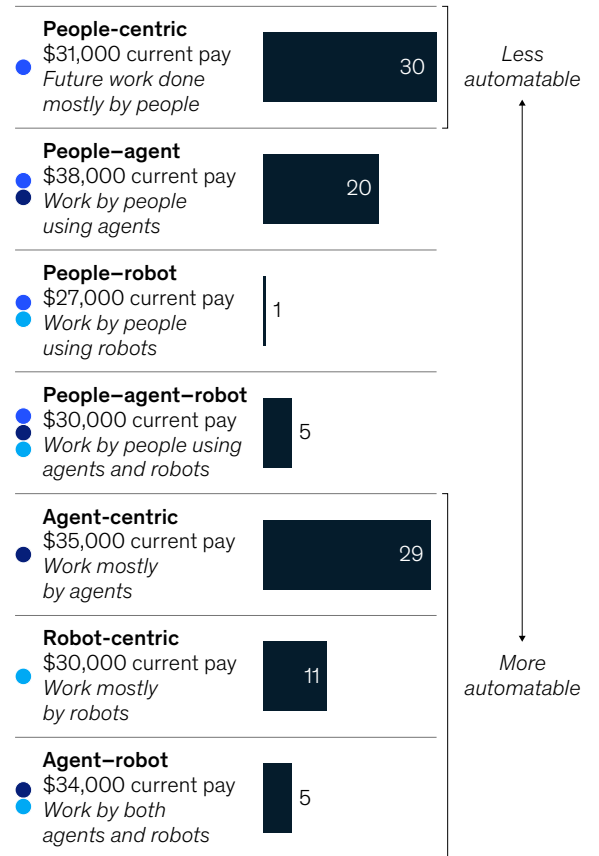 People-centric
$31,000 current pay
Future work done
mostly by people
30
Less
automatable
People–agent
$38,000 current pay
Work by people
using agents
20
People–robot
$27,000 current pay
Work by people
using robots
1
People–agent–robot
$30,000 current pay
Work by people using
agents and robots
5
Agent-centric
$35,000 current pay
Work mostly
by agents
29
Robot-centric
$30,000 current pay
Work mostly
by robots
11
More
automatable
Agent–robot
$34,000 current pay
Work by both
agents and robots
5